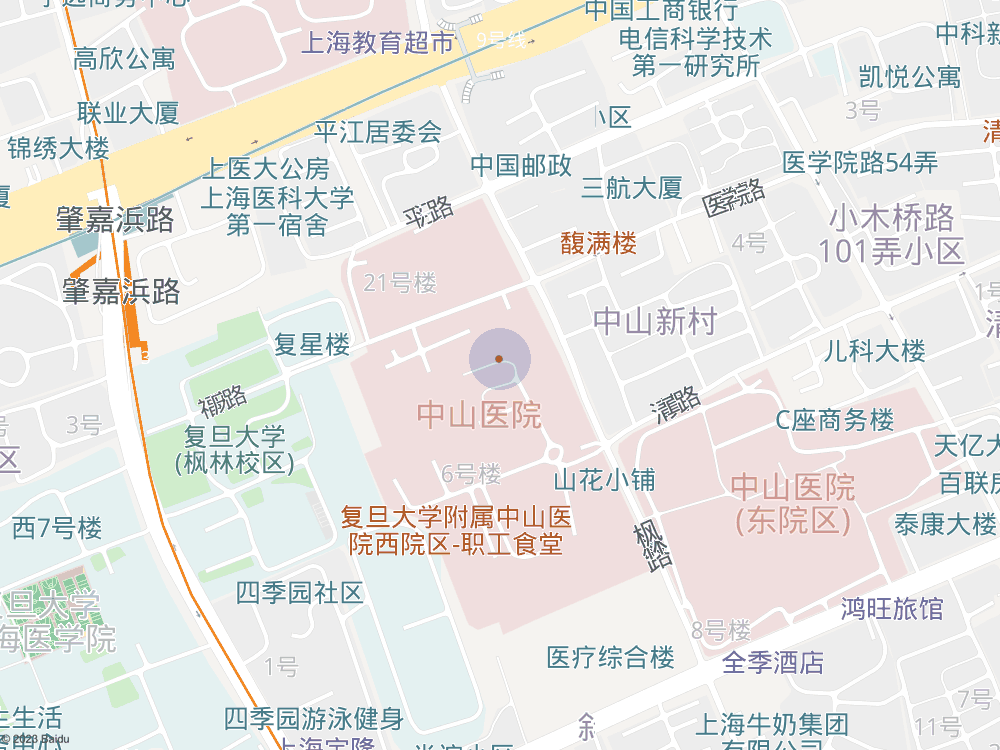 上海教育超市
9号线
中国工商银行
电信科学技术
第一研究所
高欣公寓
凯悦公寓
联业大厦
3号
小区
平江居委会
锦绣大楼
上医大公房
中国邮政
医学院路54弄
上海医科大学
第一宿舍
三航大厦
医学院路
平江路
肇嘉浜路
小木桥路
101弄小区
馥满楼
4号
21号楼
肇嘉浜路
中山新村
复星楼
儿科大楼
清真路
中山医院
C座商务楼
3号
复旦大学
(枫林校区)
6号楼
山花小铺
中山医院
(东院区)
西7号楼
复旦大学附属中山医
院西院区-职工食堂
枫林路
泰康大楼
四季园社区
鸿旺旅馆
8号楼
医疗综合楼
全季酒店
1号
7号
11号
四季园游泳健身
上海牛奶集团
© 2023 Baidu